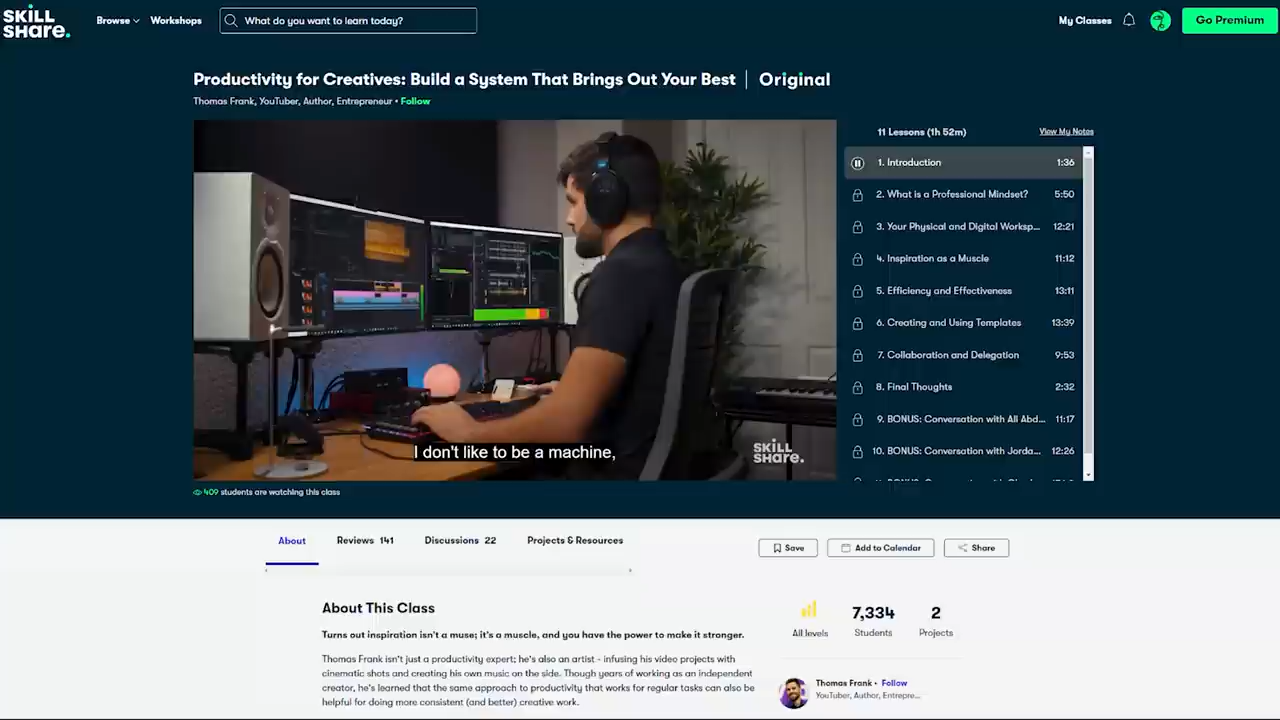 SKILL
SHARE.
Browse
Workshops
What do you want to learn today?
My Classes
Go Premium
Productivity for Creatives: Build a System That Brings Out Your Best | Original
Thomas Frank, YouTuber, Author, Entrepreneur • Follow
11 Lessons (1h 52m)
View My Notes
1. Introduction 1:36
2. What is a Professional Mindset? 5:50
3. Your Physical and Digital Worksp... 12:21
4. Inspiration as a Muscle 11:12
5. Efficiency and Effectiveness 13:11
6. Creating and Using Templates 13:39
7. Collaboration and Delegation 9:53
8. Final Thoughts 2:32
9. BONUS: Conversation with Ali Abd... 11:17
10. BONUS: Conversation with Jorda... 12:26
I don't like to be a machine,
SKILL
SHARE.
409 students are watching this class
About
Reviews 141
Discussions 22
Projects & Resources
Save
Add to Calendar
Share
About This Class
Turns out inspiration isn't a muse; it's a muscle, and you have the power to make it stronger.
Thomas Frank isn't just a productivity expert; he's also an artist - infusing his video projects with
cinematic shots and creating his own music on the side. Though years of working as an independent
creator, he's learned that the same approach to productivity that works for regular tasks can also be
helpful for doing more consistent (and better) creative work.
All levels
7,334
Students
2
Projects
Thomas Frank • Follow
YouTuber, Author, Entrepre...